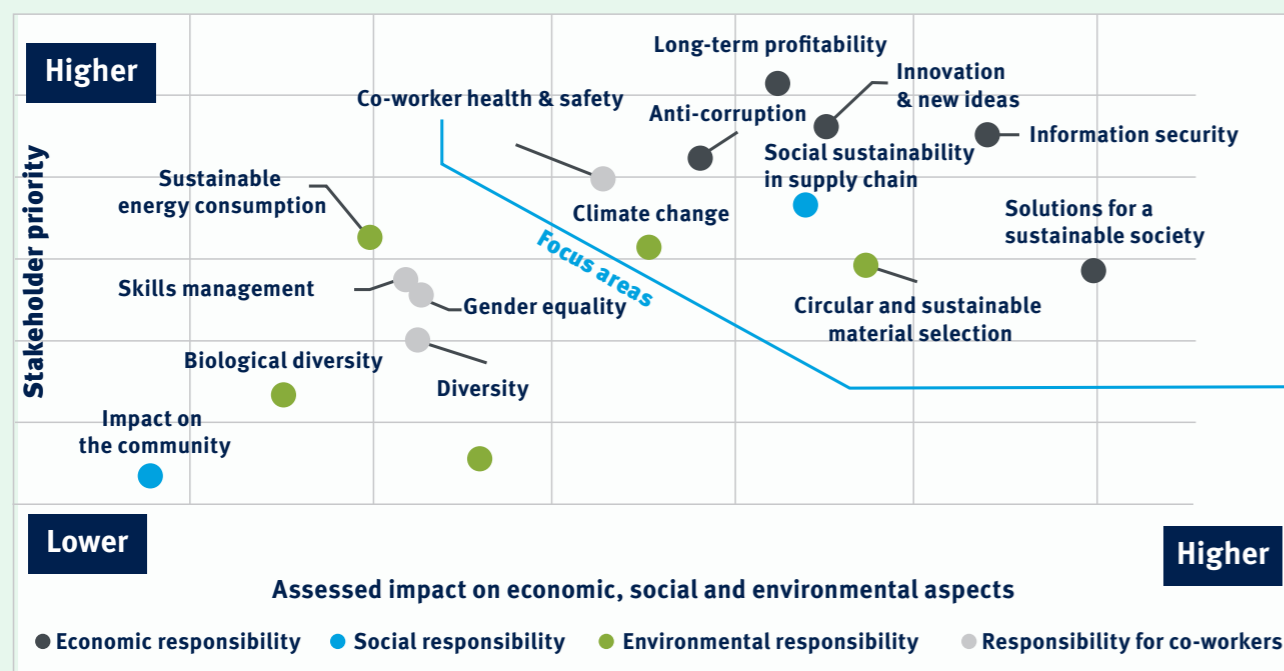 Higher
Stakeholder priority
Long-term profitability
Innovation
& new ideas
Co-worker health & safety
Anti-corruption
Information security
Social sustainability
in supply chain
Sustainable
energy consumption
Climate change
Solutions for a
sustainable society
Focus areas
Skills management
Gender equality
Circular and sustainable
material selection
Biological diversity
Diversity
Impact on
the community
Lower
Higher
Assessed impact on economic, social and environmental aspects
Economic responsibility
Social responsibility
Environmental responsibility
Responsibility for co-workers